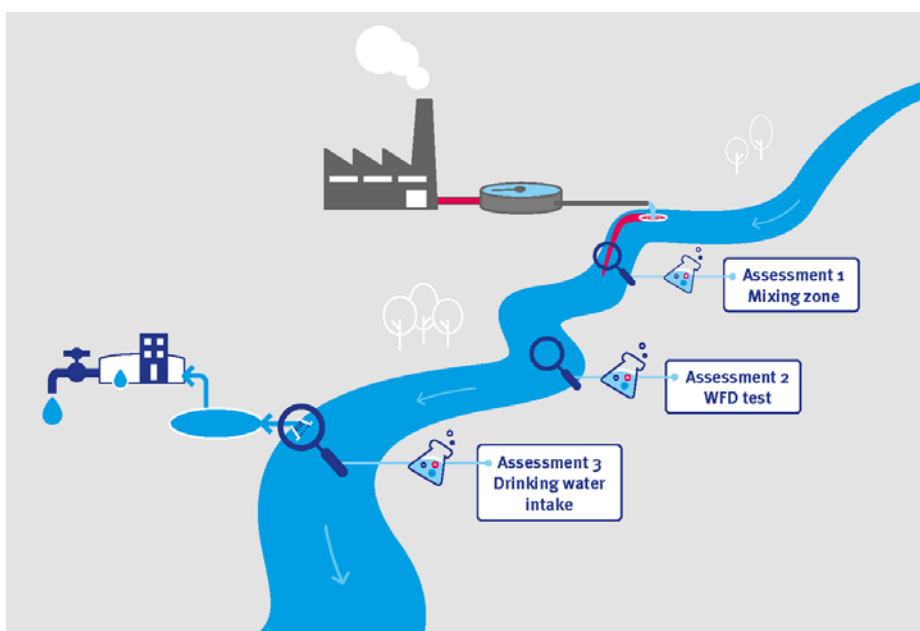 Assessment 1
Mixing zone
Assessment 2
WFD test
Assessment 3
Drinking water
intake